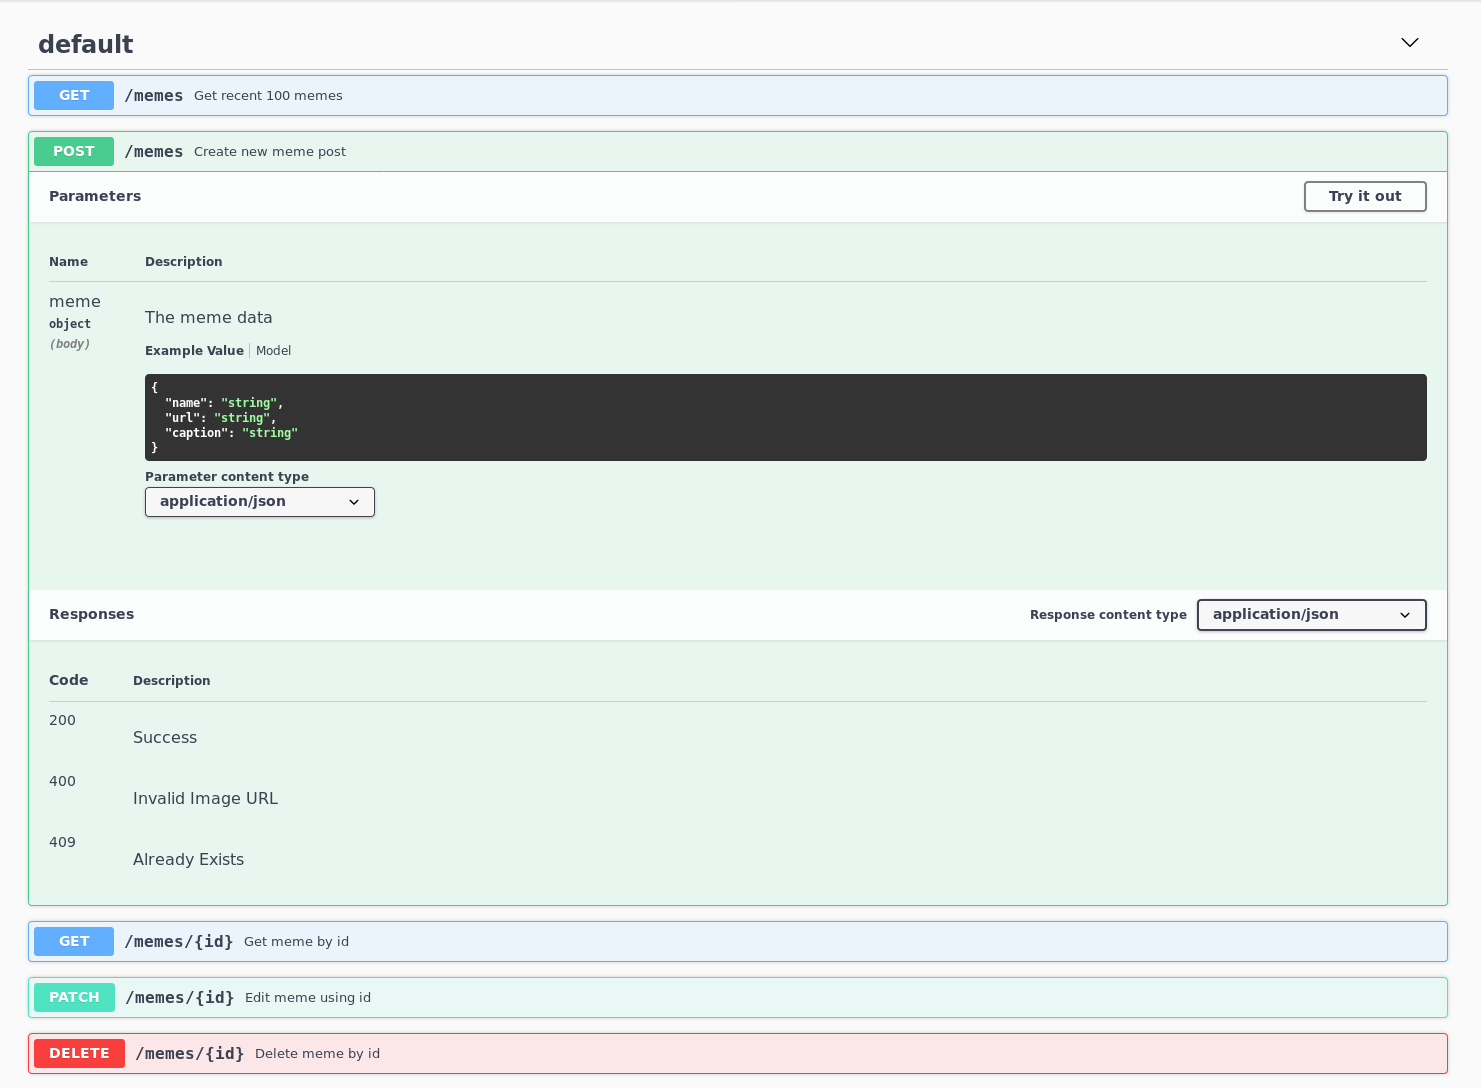 default
GET /memes Get recent 100 memes
POST /memes Create new meme post
Parameters Try it out
Name Description
meme
object
(body)
The meme data
Example Value Model
{
"name": "string",
"url": "string",
"caption": "string"
}
Parameter content type
application/json
Responses Response content type application/json
Code Description
200
Success
400
Invalid Image URL
409
Already Exists
GET /memes/{id} Get meme by id
PATCH /memes/{id} Edit meme using id
DELETE /memes/{id} Delete meme by id